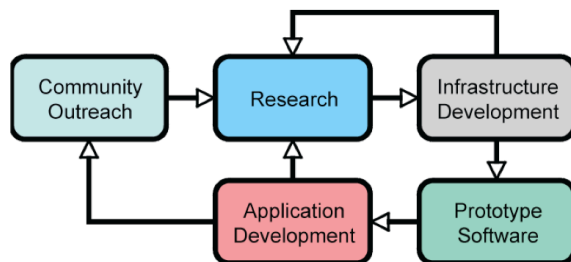 Community
Outreach
Research
Infrastructure
Development
Application
Development
Prototype
Software